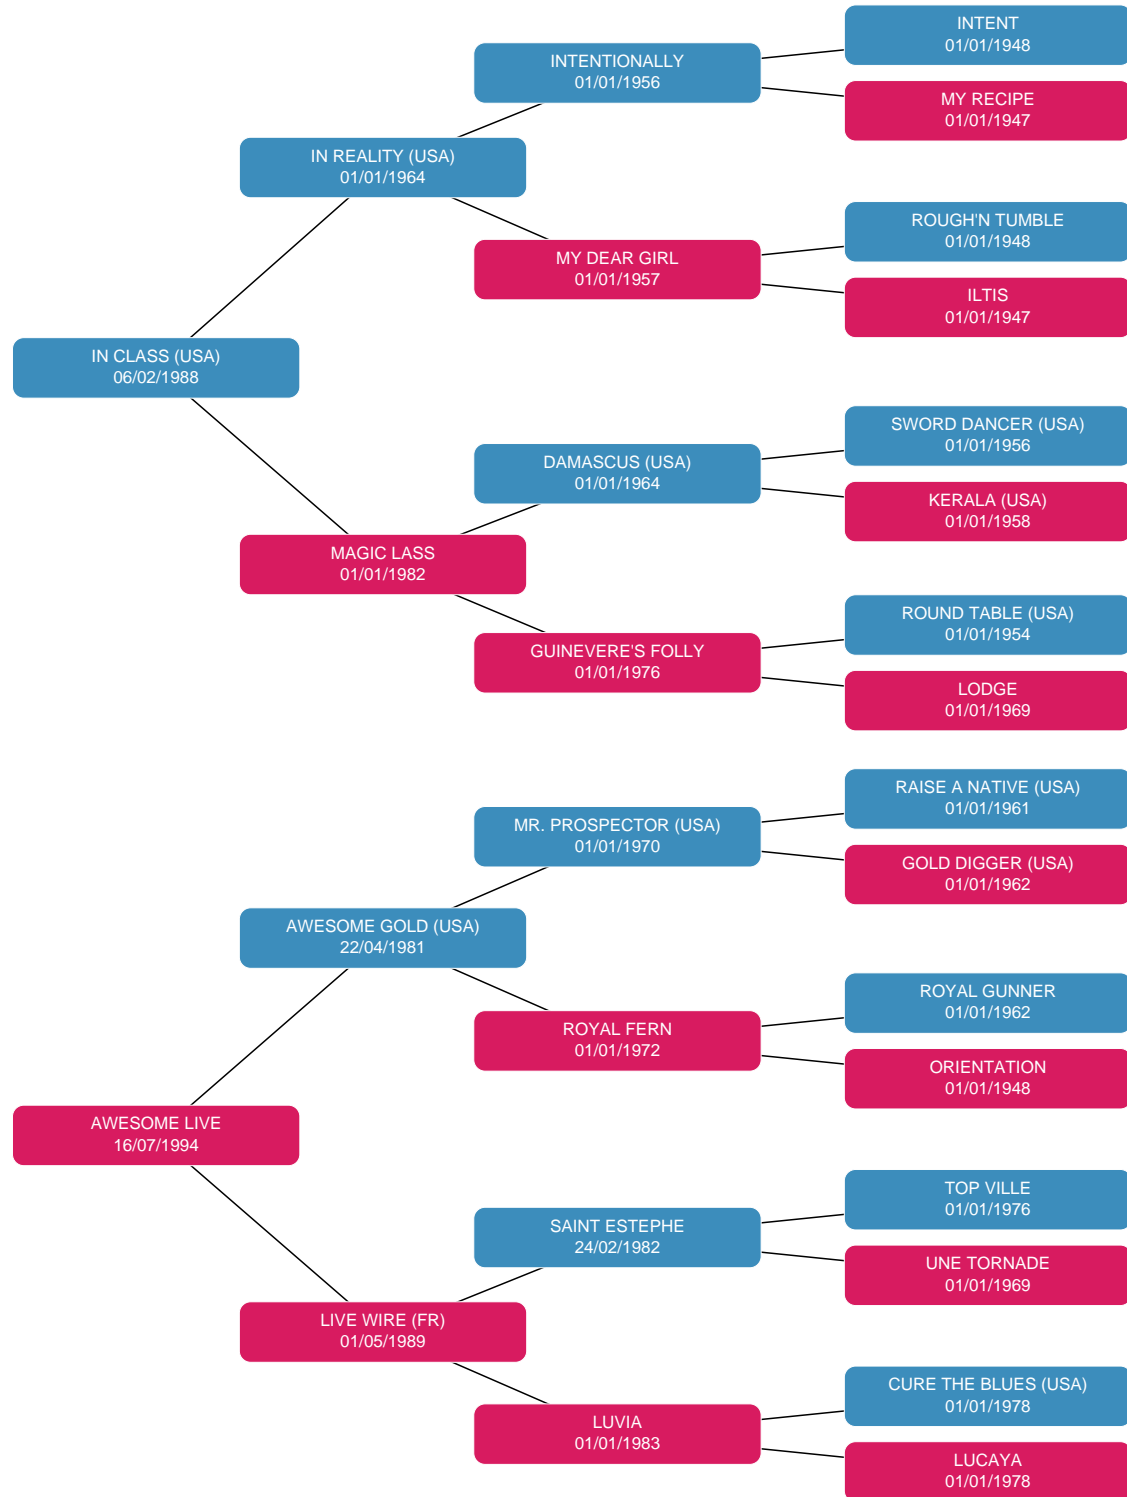 INTENT
01/01/1948
INTENTIONALLY
01/01/1956
MY RECIPE
01/01/1947
IN REALITY (USA)
01/01/1964
ROUGH'N TUMBLE
01/01/1948
MY DEAR GIRL
01/01/1957
ILTIS
01/01/1947
IN CLASS (USA)
06/02/1988
SWORD DANCER (USA)
01/01/1956
DAMASCUS (USA)
01/01/1964
KERALA (USA)
01/01/1958
MAGIC LASS
01/01/1982
ROUND TABLE (USA)
01/01/1954
GUINEVERE'S FOLLY
01/01/1976
LODGE
01/01/1969
RAISE A NATIVE (USA)
01/01/1961
MR. PROSPECTOR (USA)
01/01/1970
GOLD DIGGER (USA)
01/01/1962
AWESOME GOLD (USA)
22/04/1981
ROYAL GUNNER
01/01/1962
ROYAL FERN
01/01/1972
ORIENTATION
01/01/1948
AWESOME LIVE
16/07/1994
TOP VILLE
01/01/1976
SAINT ESTEPHE
24/02/1982
UNE TORNADE
01/01/1969
LIVE WIRE (FR)
01/05/1989
CURE THE BLUES (USA)
01/01/1978
LUVIA
01/01/1983
LUCAYA
01/01/1978